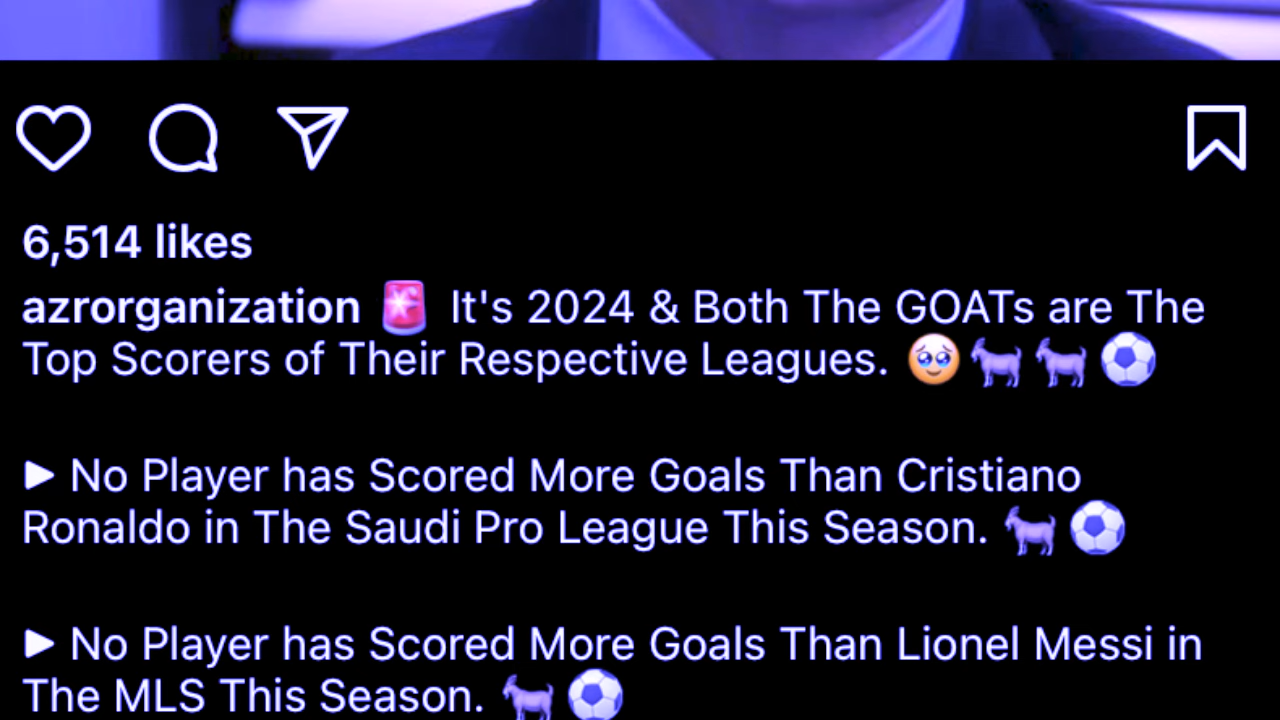 6,514 likes
azrorganization 🚨 It's 2024 & Both The GOATs are The
Top Scorers of Their Respective Leagues. 🥹🐐🐐⚽
▶ No Player has Scored More Goals Than Cristiano
Ronaldo in The Saudi Pro League This Season. 🐐⚽
▶ No Player has Scored More Goals Than Lionel Messi in
The MLS This Season. 🐐⚽